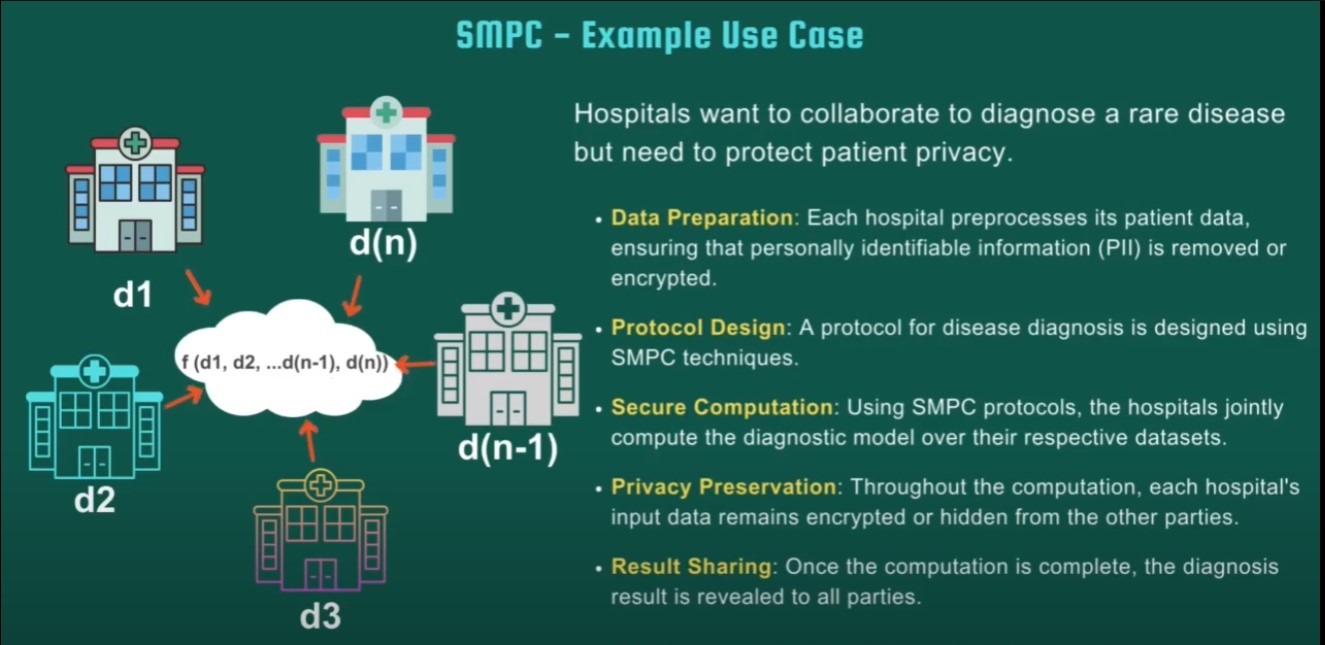 SMPC - Example Use Case
Hospitals want to collaborate to diagnose a rare disease
but need to protect patient privacy.
• Data Preparation: Each hospital preprocesses its patient data,
ensuring that personally identifiable information (PII) is removed or
encrypted.
• Protocol Design: A protocol for disease diagnosis is designed using
SMPC techniques.
• Secure Computation: Using SMPC protocols, the hospitals jointly
compute the diagnostic model over their respective datasets.
• Privacy Preservation: Throughout the computation, each hospital's
input data remains encrypted or hidden from the other parties.
• Result Sharing: Once the computation is complete, the diagnosis
result is revealed to all parties.
d1
d(n)
f (d1, d2, ...d(n-1), d(n))
d(n-1)
d2
d3